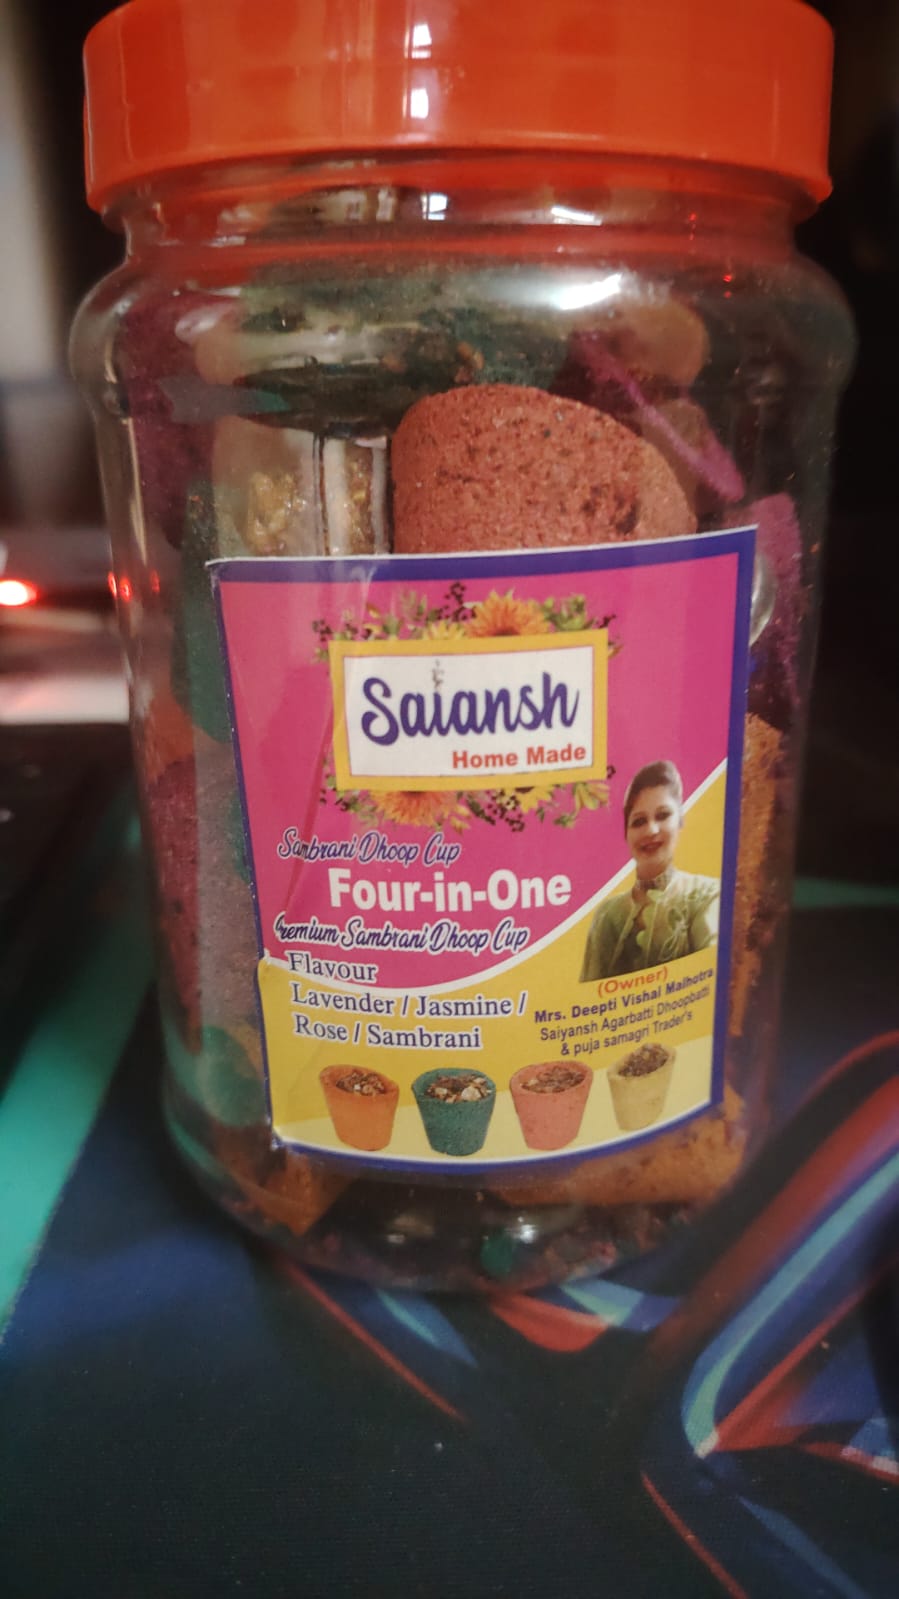 Saiansh
Home Made
Sambrani Dhoop Cup
Four-in-One
Premium Sambrani Dhoop Cup
Flavour
Lavender / Jasmine /
Rose / Sambrani
(Owner)
Mrs. Deepti Vishal Malhotra
Saiyansh Agarbatti Dhoopbatti
& puja samagri Trader's